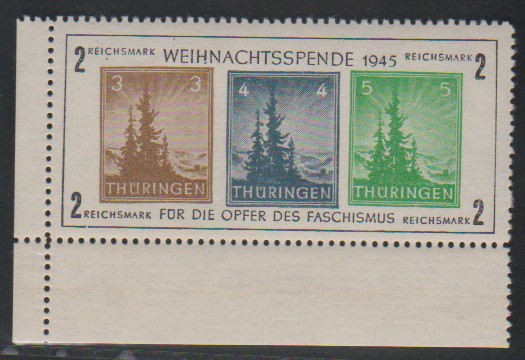 2 REICHSMARK WEIHNACHTSSPENDE 1945 REICHSMARK 2
3 3 4 4 5 5
THÜRINGEN THÜRINGEN THÜRINGEN
2 REICHSMARK FÜR DIE OPFER DES FASCHISMUS REICHSMARK 2